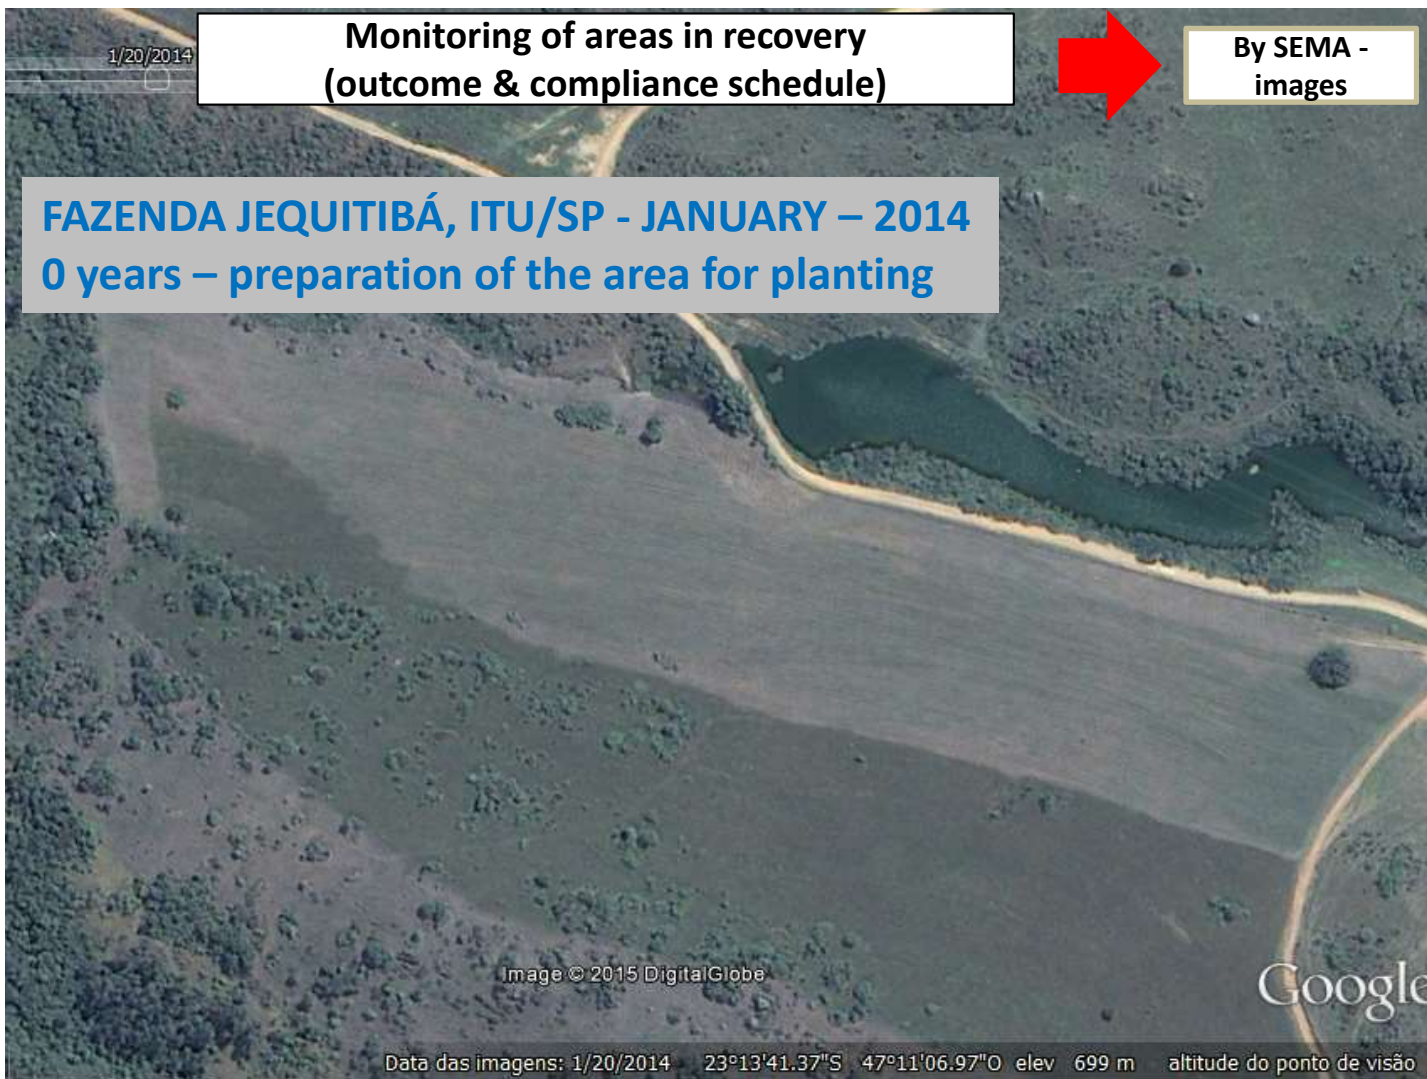 1/20/2014
Monitoring of areas in recovery
(outcome & compliance schedule)
By SEMA -
images
FAZENDA JEQUITIBÁ, ITU/SP - JANUARY – 2014
0 years – preparation of the area for planting
Image © 2015 DigitalGlobe
Google
Data das imagens: 1/20/2014 23°13'41.37"S 47°11'06.97"O elev 699 m altitude do ponto de visão